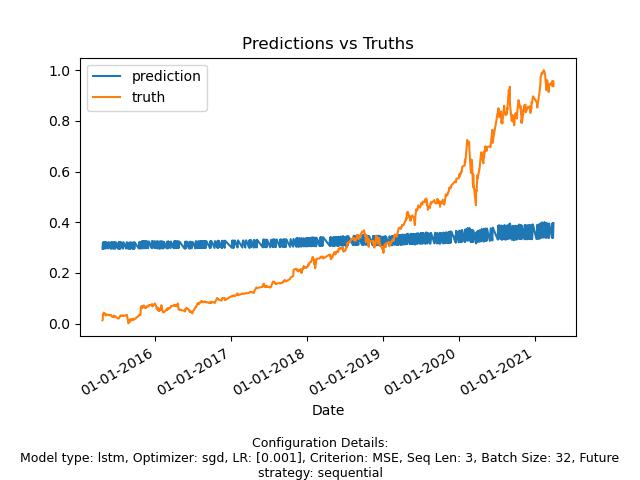 Predictions vs Truths
prediction
truth
1.0
0.8
0.6
0.4
0.2
0.0
01-01-2016
01-01-2017
01-01-2018
01-01-2019
01-01-2020
01-01-2021
Date
Configuration Details:
Model type: lstm, Optimizer: sgd, LR: [0.001], Criterion: MSE, Seq Len: 3, Batch Size: 32, Future
strategy: sequential